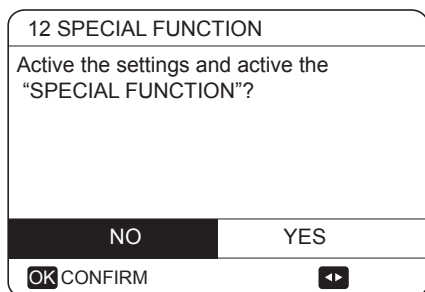 12 SPECIAL FUNCTION
Active the settings and active the
“SPECIAL FUNCTION”?
NO YES
OK CONFIRM